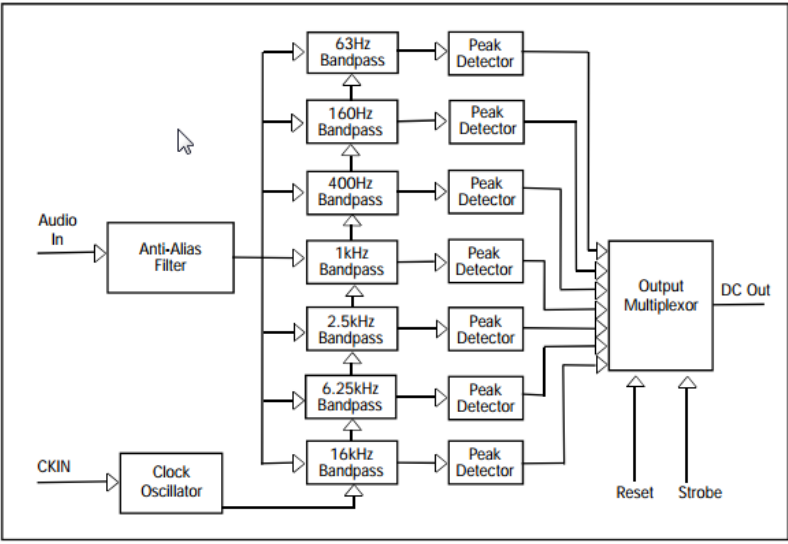 63Hz
Bandpass
Peak
Detector
160Hz
Bandpass
Peak
Detector
400Hz
Bandpass
Peak
Detector
Audio
In
Anti-Alias
Filter
1kHz
Bandpass
Peak
Detector
Output
Multiplexor
DC Out
2.5kHz
Bandpass
Peak
Detector
6.25kHz
Bandpass
Peak
Detector
16kHz
Bandpass
Peak
Detector
CKIN
Clock
Oscillator
Reset
Strobe